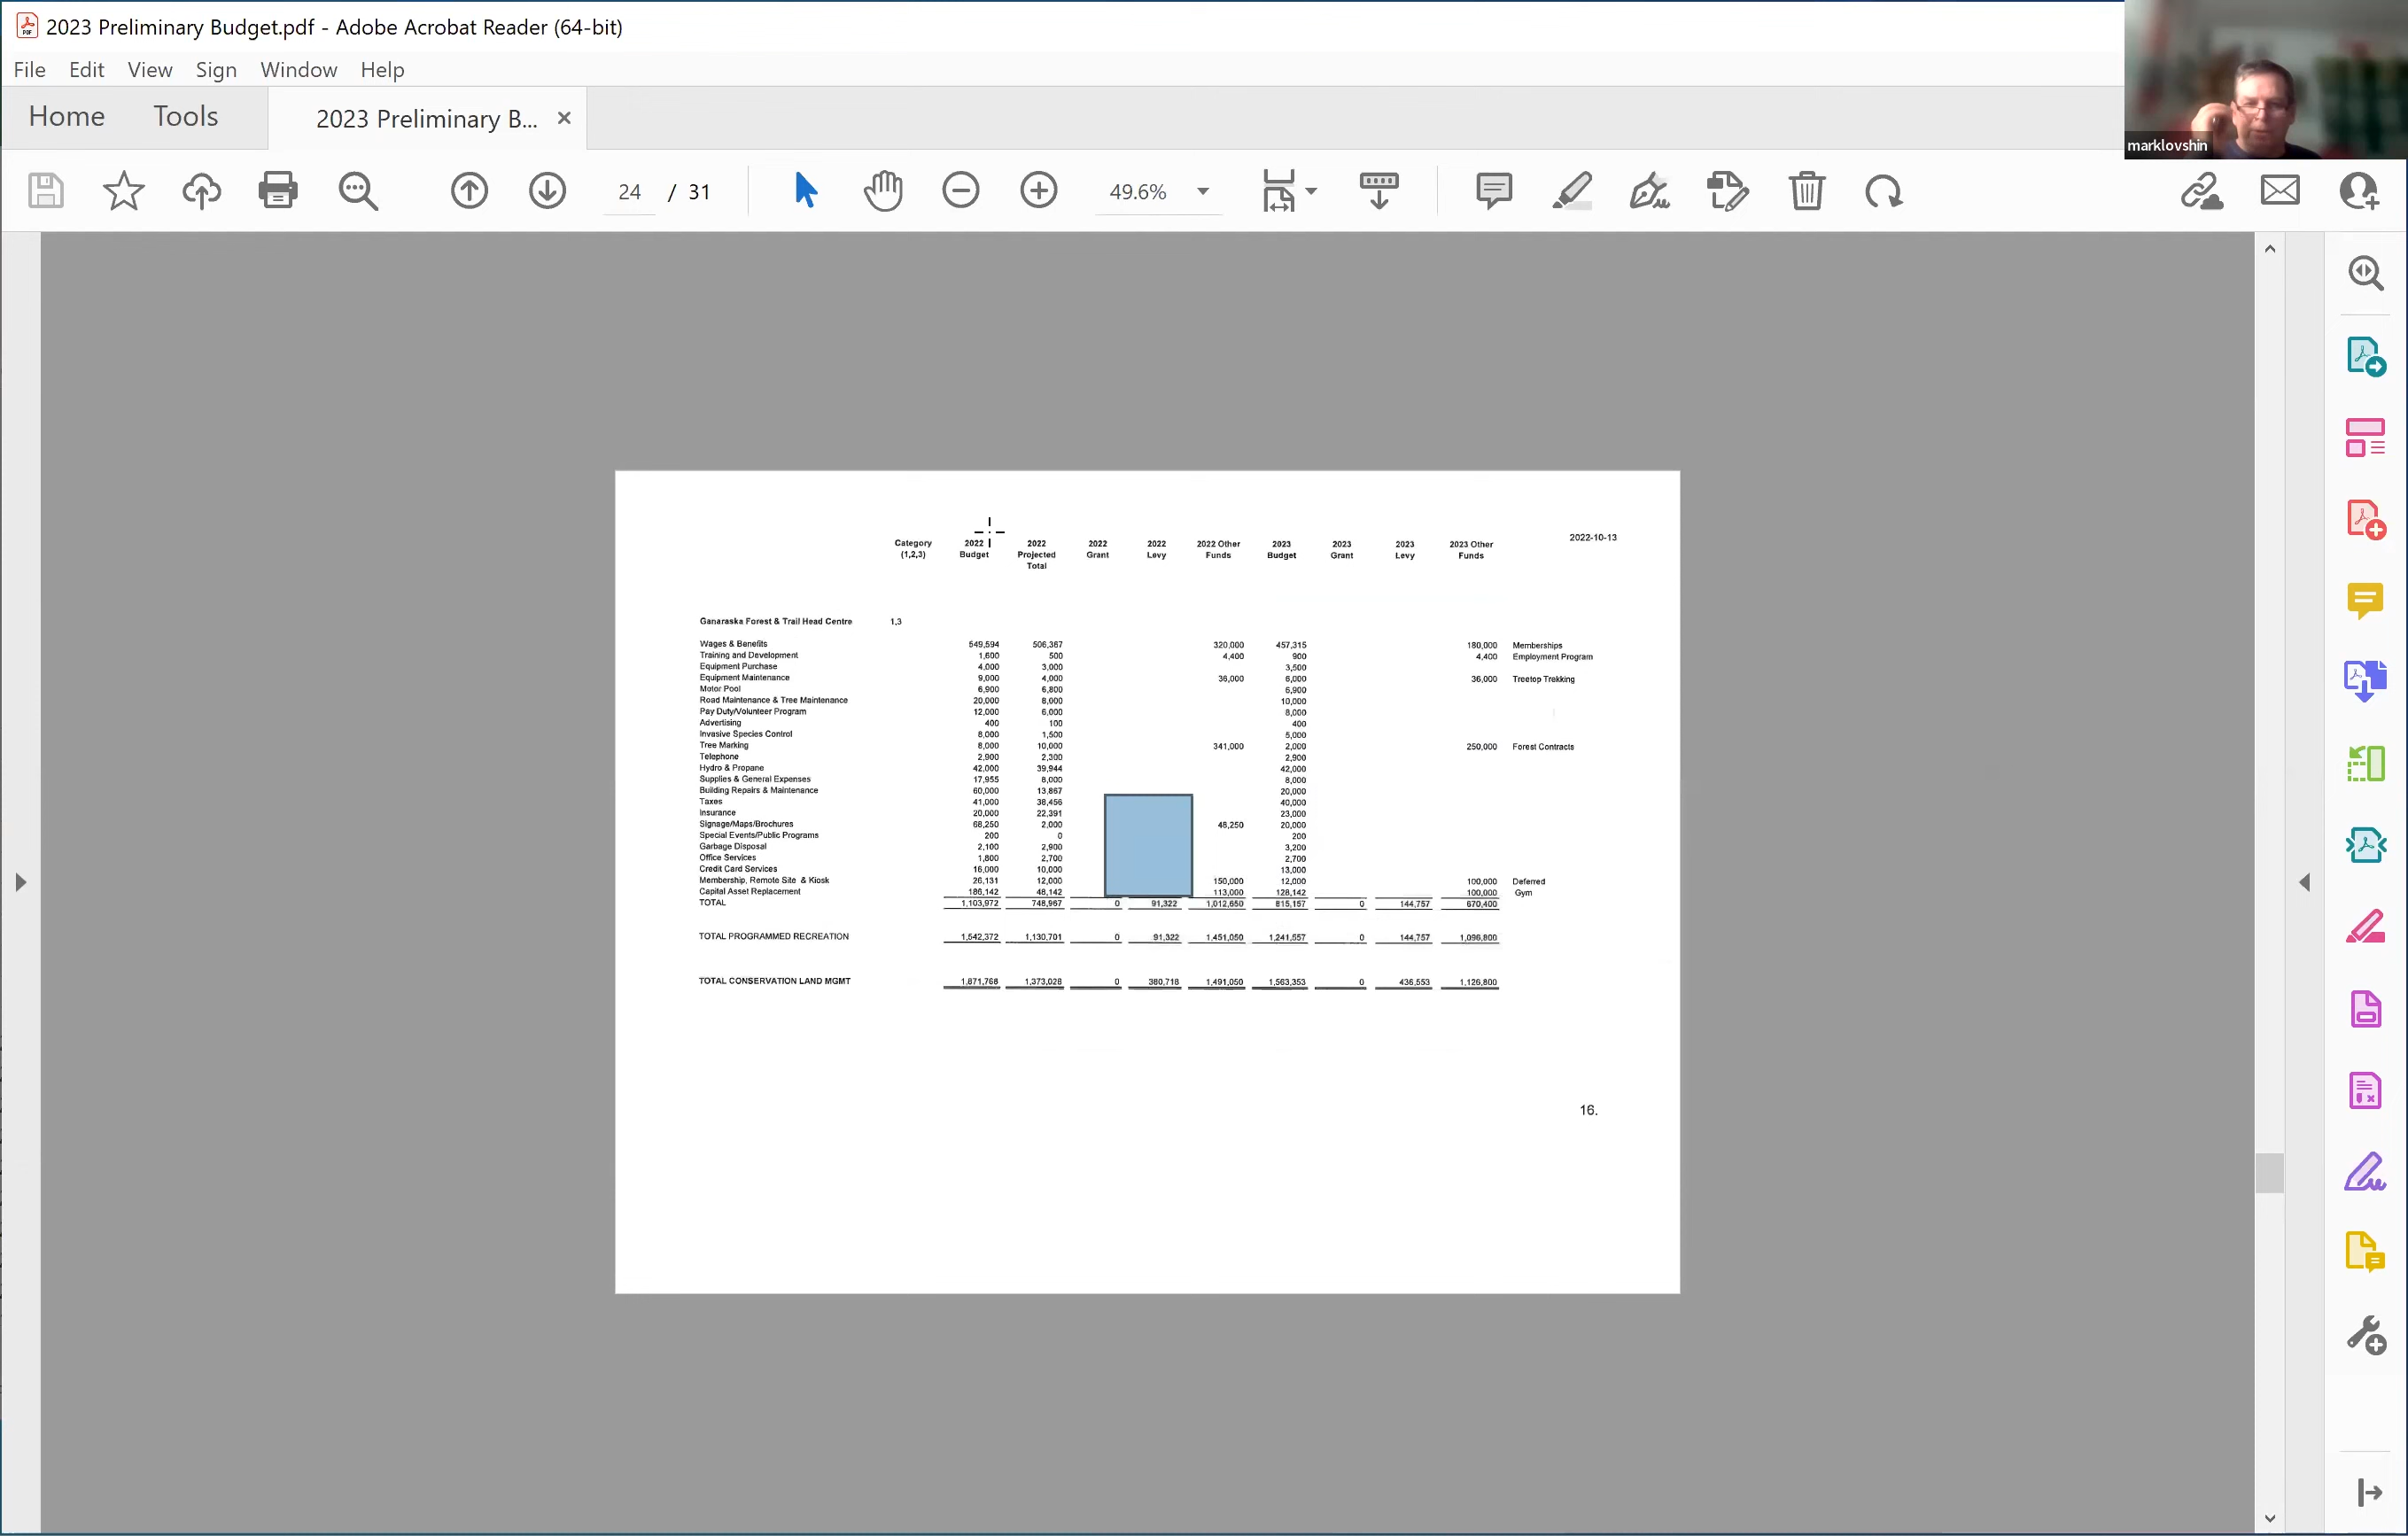 2023 Preliminary Budget.pdf - Adobe Acrobat Reader (64-bit)
File Edit View Sign Window Help
Home Tools 2023 Preliminary B... ×
marklovshin
24 / 31 49.6%
2022-10-13
Category (1,2,3) 2022 Budget 2022 Projected Total 2022 Grant 2022 Levy 2022 Other Funds 2023 Budget 2023 Grant 2023 Levy 2023 Other Funds
Ganaraska Forest & Trail Head Centre 1,3
Wages & Benefits 549,594 506,367 320,000 457,315 180,000 Memberships
Training and Development 1,600 500 4,400 900 4,400 Employment Program
Equipment Purchase 4,000 3,000 3,500
Equipment Maintenance 9,000 4,000 36,000 6,000 36,000 Treetop Trekking
Motor Pool 6,900 6,800 6,900
Road Maintenance & Tree Maintenance 20,000 8,000 10,000
Pay Duty/Volunteer Program 12,000 6,000 8,000
Advertising 400 100 400
Invasive Species Control 8,000 1,500 5,000
Tree Marking 8,000 10,000 341,000 2,000 250,000 Forest Contracts
Telephone 2,900 2,300 2,900
Hydro & Propane 42,000 39,944 42,000
Supplies & General Expenses 17,955 8,000 8,000
Building Repairs & Maintenance 60,000 13,867 20,000
Taxes 41,000 38,456 40,000
Insurance 20,000 22,391 23,000
Signage/Maps/Brochures 68,250 2,000 48,250 20,000
Special Events/Public Programs 200 0 200
Garbage Disposal 2,100 2,900 3,200
Office Services 1,800 2,700 2,700
Credit Card Services 16,000 10,000 13,000
Membership, Remote Site & Kiosk 26,131 12,000 150,000 12,000 100,000 Deferred
Capital Asset Replacement 186,142 48,142 113,000 128,142 100,000 Gym
TOTAL 1,103,972 748,967 0 91,322 1,012,650 815,157 0 144,757 670,400
TOTAL PROGRAMMED RECREATION 1,542,372 1,130,701 0 91,322 1,451,050 1,241,557 0 144,757 1,096,800
TOTAL CONSERVATION LAND MGMT 1,871,768 1,373,028 0 380,718 1,491,050 1,563,353 0 436,553 1,126,800
16.